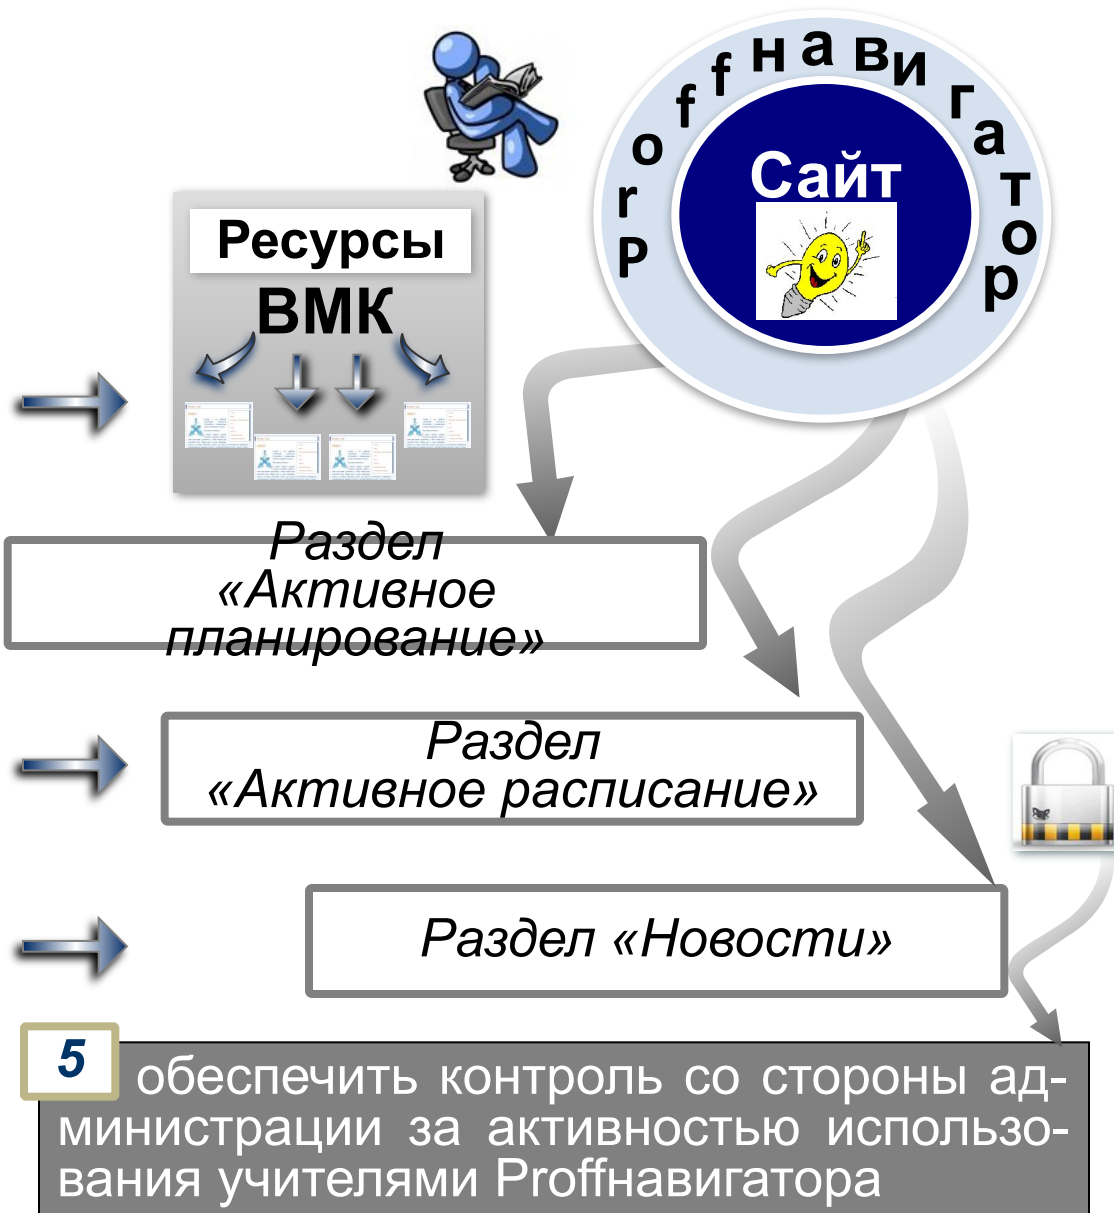 Proffнавигатор
Сайт
Ресурсы
ВМК
Раздел
«Активное
планирование»
Раздел
«Активное расписание»
Раздел «Новости»
5
обеспечить контроль со стороны ад-
министрации за активностью использо-
вания учителями Proffнавигатора